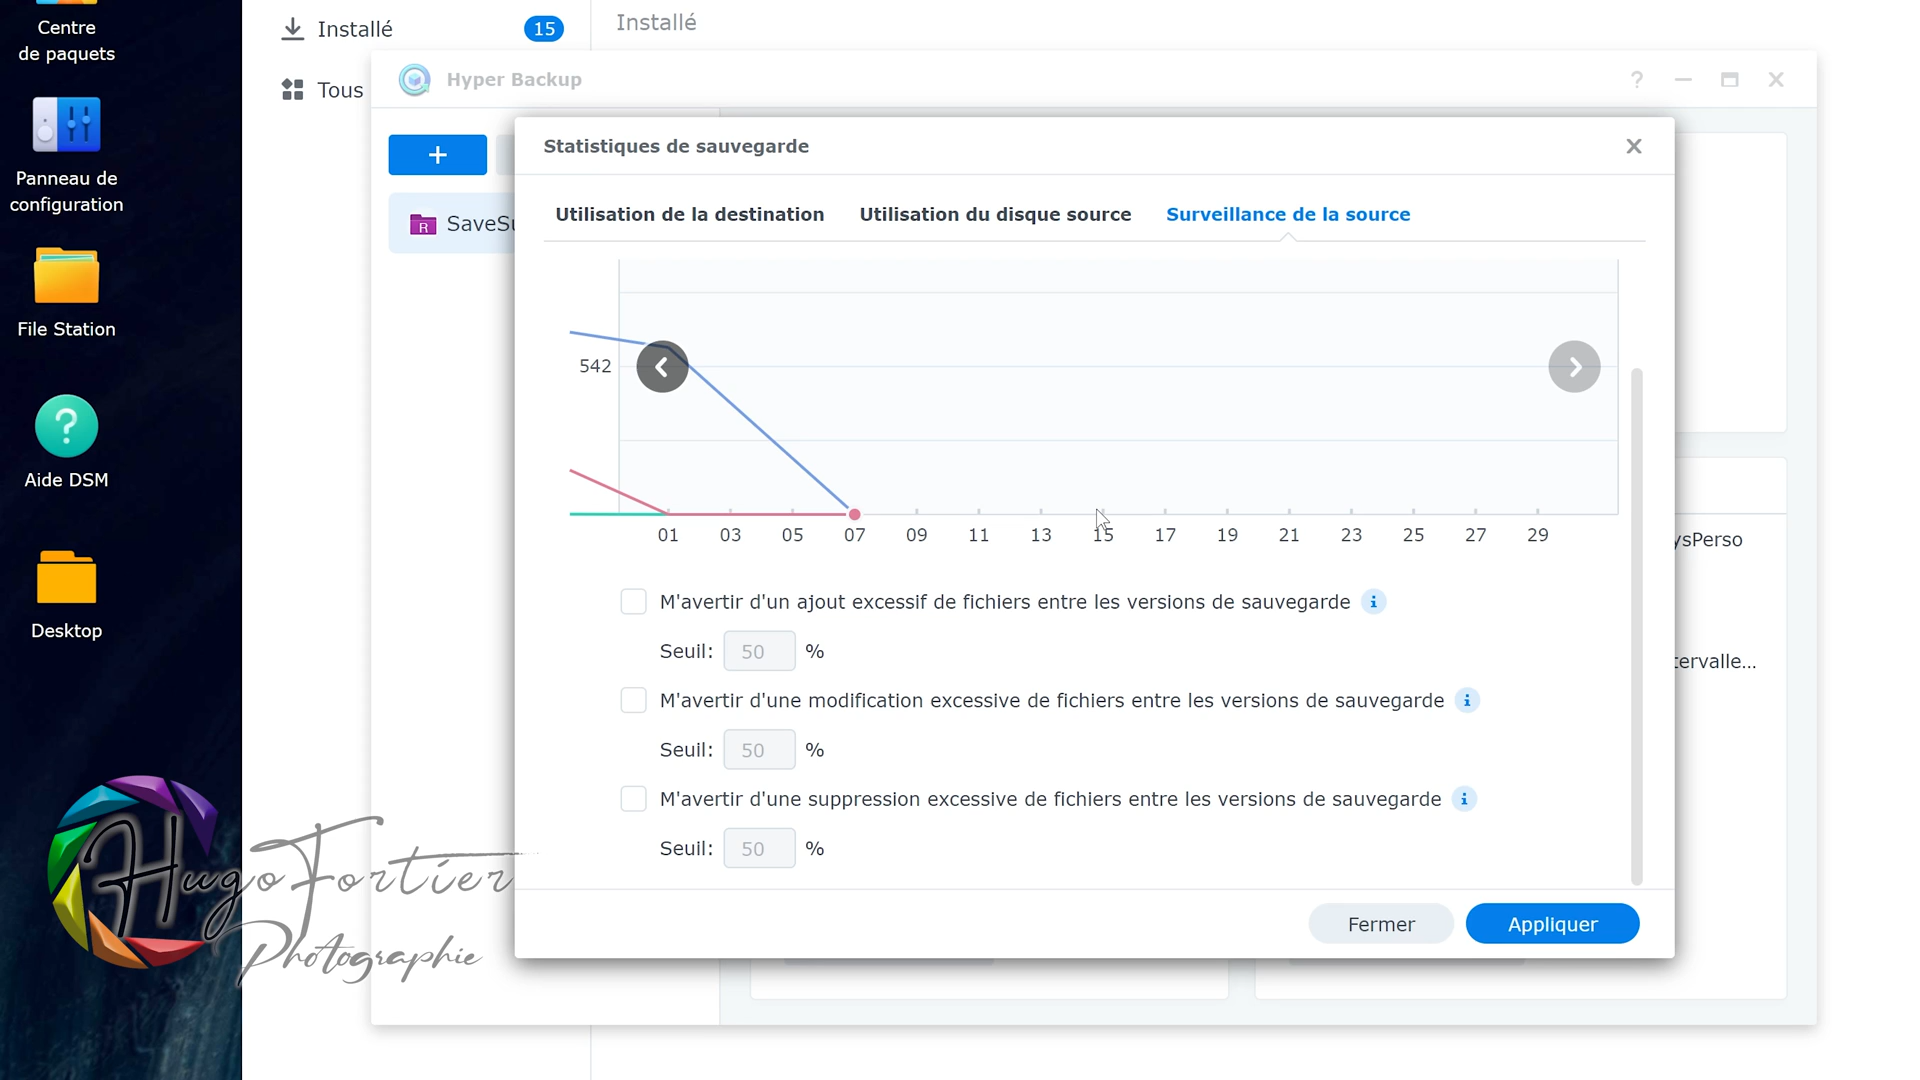 Centre
de paquets
Panneau de
configuration
File Station
Aide DSM
Desktop
Installé
15
Tous
Installé
Hyper Backup
SaveSu
Statistiques de sauvegarde
Utilisation de la destination
Utilisation du disque source
Surveillance de la source
542
01 03 05 07 09 11 13 15 17 19 21 23 25 27 29
M'avertir d'un ajout excessif de fichiers entre les versions de sauvegarde
Seuil: 50 %
M'avertir d'une modification excessive de fichiers entre les versions de sauvegarde
Seuil: 50 %
M'avertir d'une suppression excessive de fichiers entre les versions de sauvegarde
Seuil: 50 %
Fermer
Appliquer
ysPerso
tervalle...
Hugo Fortier
Photographie